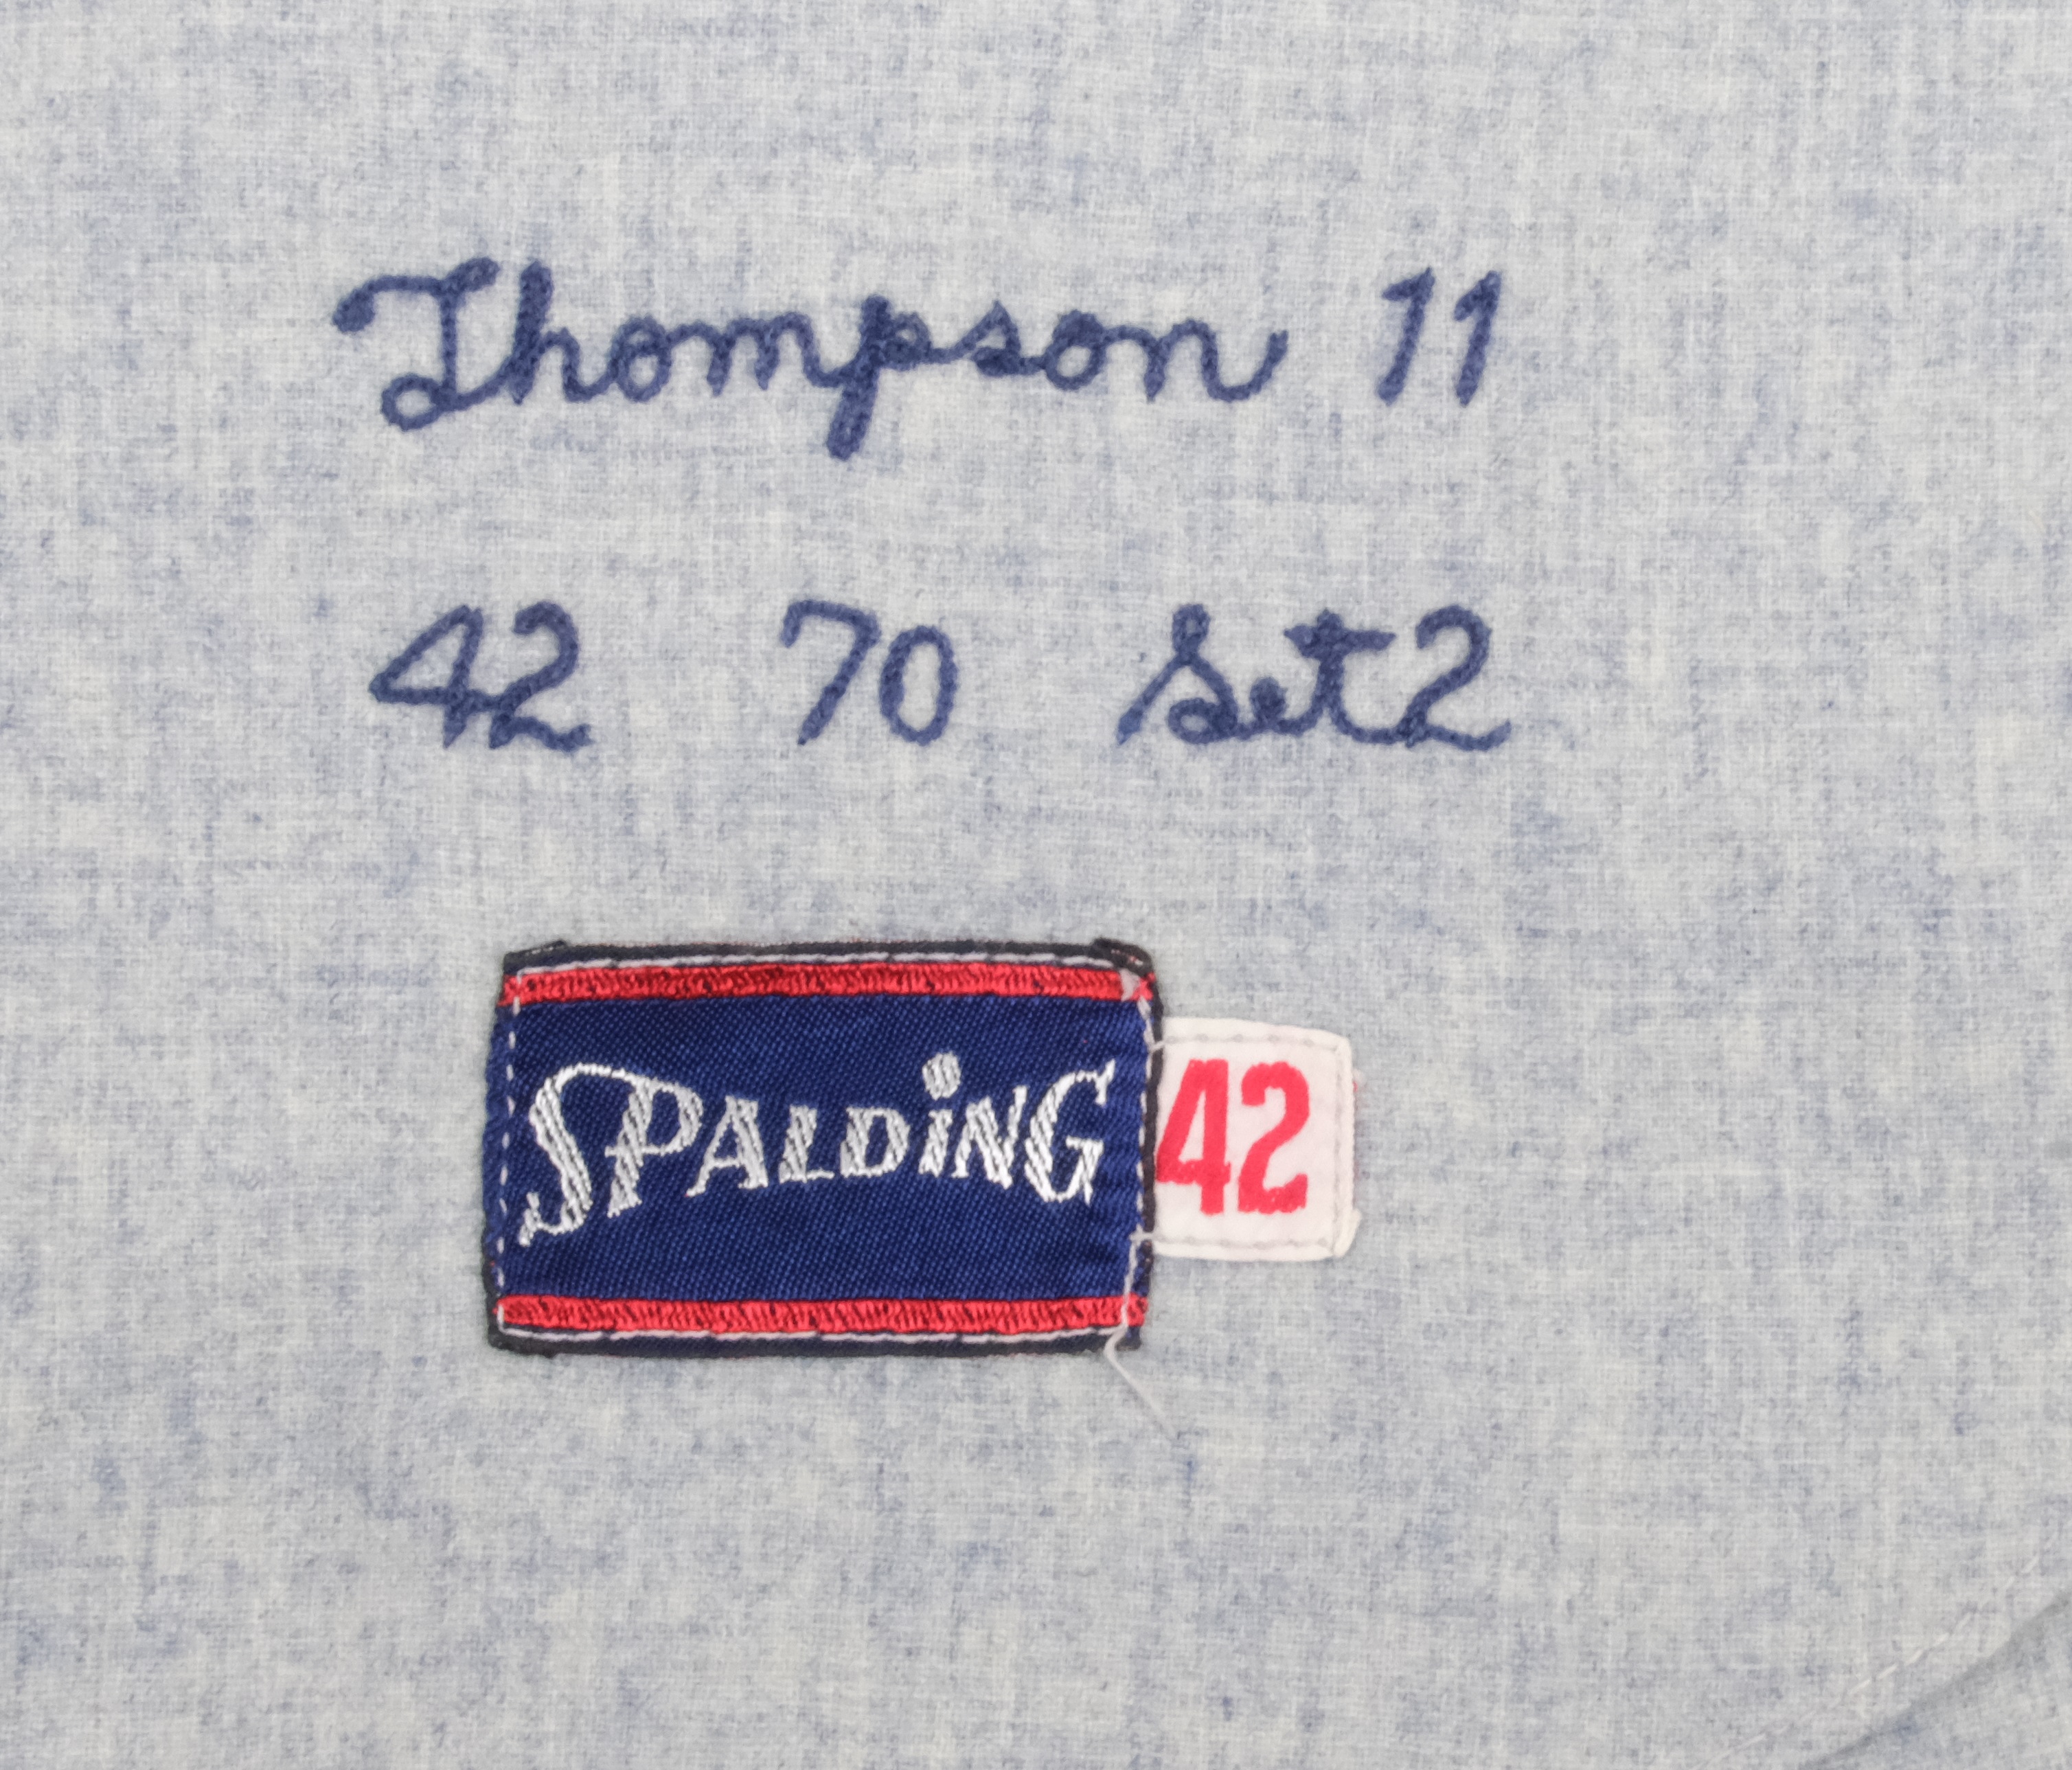 Thompson 11
42 70 Set2
SPALDiNG 42